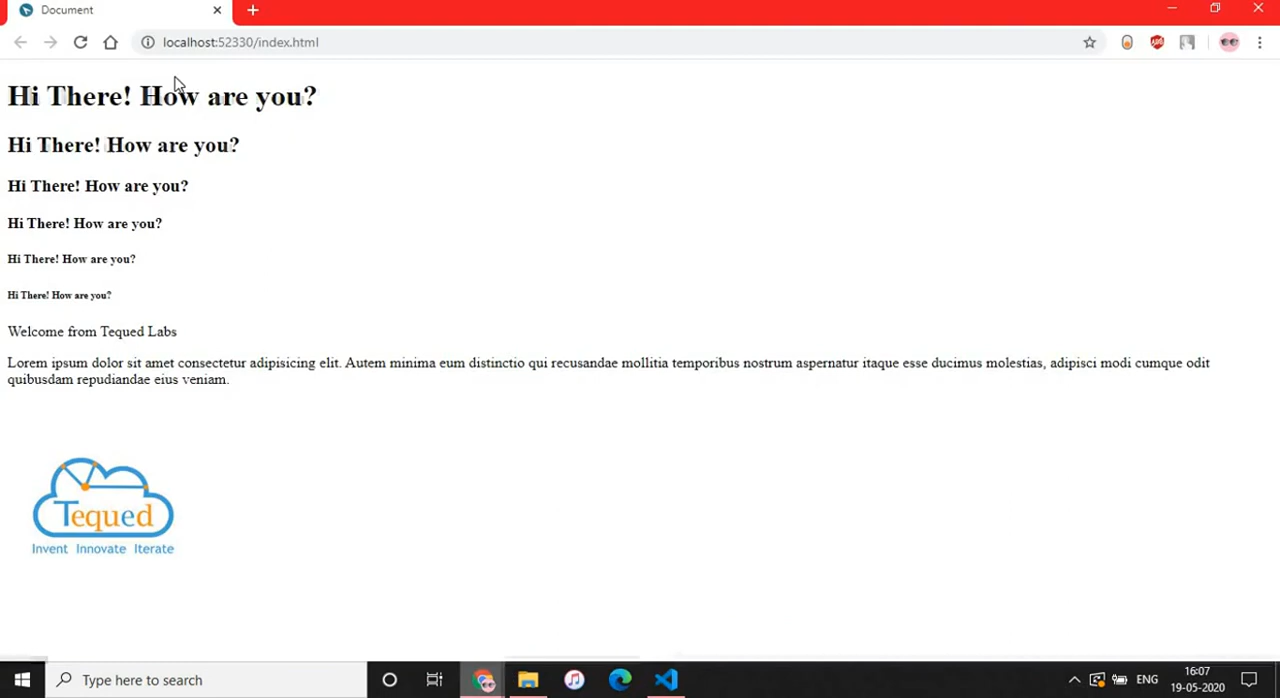 Document
localhost:52330/index.html
Hi There! How are you?
Hi There! How are you?
Hi There! How are you?
Hi There! How are you?
Hi There! How are you?
Hi There! How are you?
Welcome from Tequed Labs
Lorem ipsum dolor sit amet consectetur adipisicing elit. Autem minima eum distinctio qui recusandae mollitia temporibus nostrum aspernatur itaque esse ducimus molestias, adipisci modi cumque odit
quibusdam repudiandae eius veniam.
Tequed
Invent Innovate Iterate
Type here to search
ENG
16:07
19-05-2020